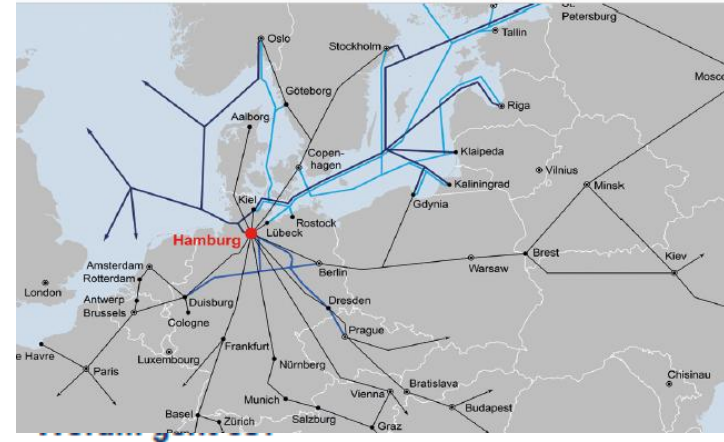 St.
Petersburg
Oslo
Stockholm
Tallin
Moscow
Göteborg
Aalborg
Riga
Copen-
hagen
Klaipeda
Vilnius
Kaliningrad
Minsk
Gdynia
Kiel
Rostock
Lübeck
Hamburg
Amsterdam
Rotterdam
Berlin
Warsaw
Brest
Kiev
London
Antwerp
Brussels
Duisburg
Dresden
Cologne
Prague
Luxembourg
Frankfurt
e Havre
Paris
Nürnberg
Chisinau
Vienna
Bratislava
Munich
Budapest
Basel
Zürich
Salzburg
Graz